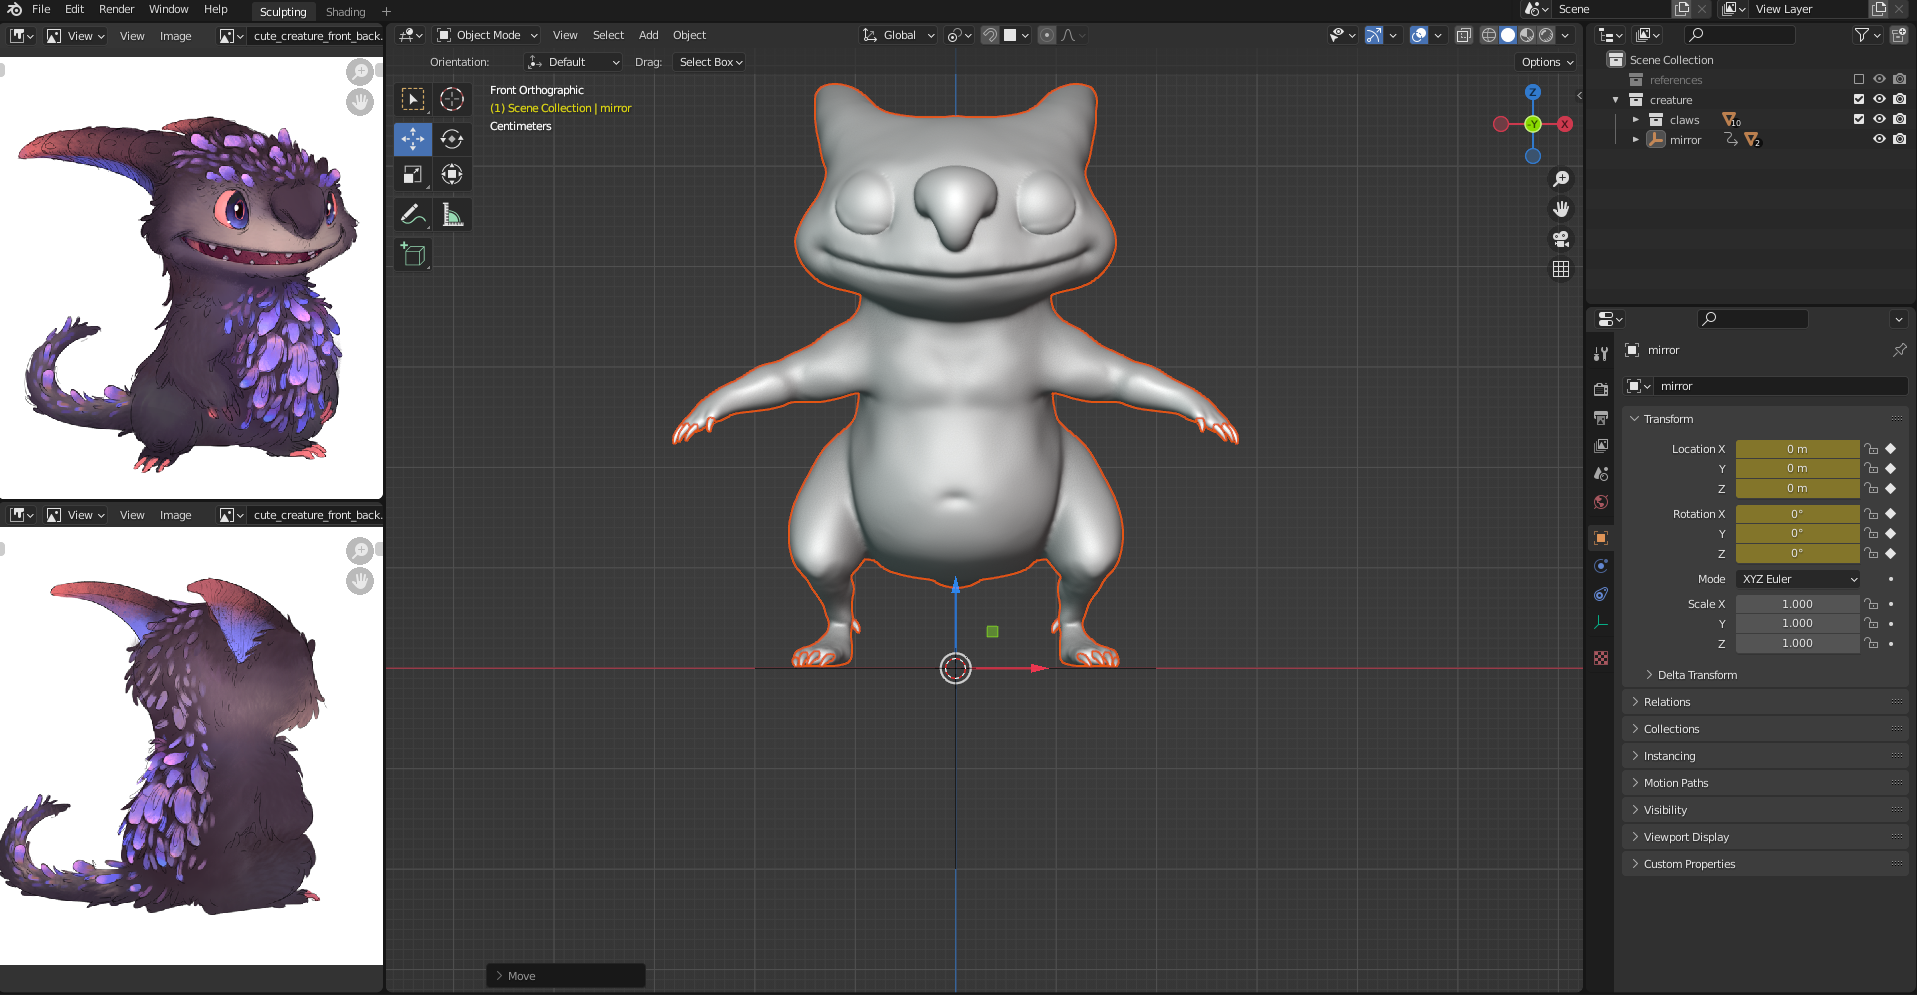 File Edit Render Window Help Sculpting Shading +
Scene View Layer
View View Image cute_creature_front_back.
Object Mode View Select Add Object Global
Orientation: Default Drag: Select Box Options
Front Orthographic
(1) Scene Collection | mirror
Centimeters
Z
-Y
X
Move
View View Image cute_creature_front_back.
Scene Collection
references
creature
claws 10
mirror 2
mirror
mirror
Transform
Location X 0 m
Y 0 m
Z 0 m
Rotation X 0°
Y 0°
Z 0°
Mode XYZ Euler
Scale X 1.000
Y 1.000
Z 1.000
Delta Transform
Relations
Collections
Instancing
Motion Paths
Visibility
Viewport Display
Custom Properties